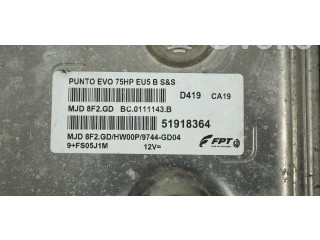 PUNTO EVO 75HP EU5 B S&S
D419 CA19
MJD 8F2.GD BC.0111143.B
51918364
MJD 8F2.GD/HW00P/9744-GD04
9+FS05J1M 12V= FPT